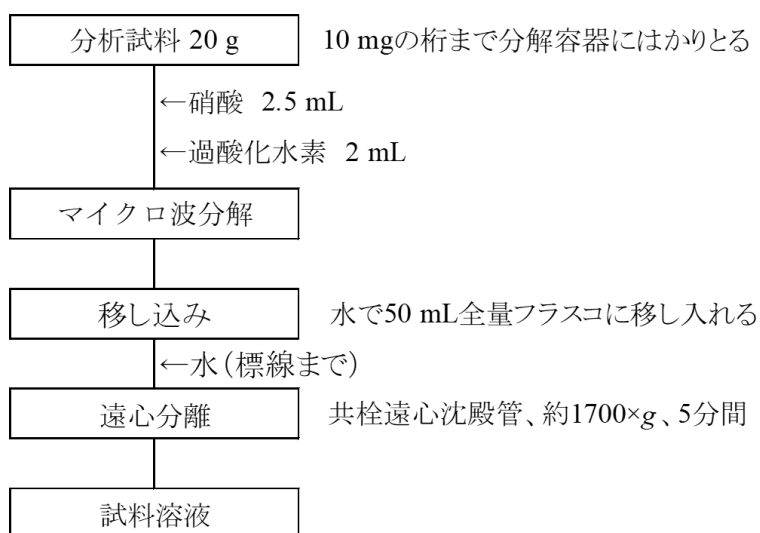 分析試料 20 g　10 mgの桁まで分解容器にはかりとる
←硝酸 2.5 mL
←過酸化水素 2 mL
マイクロ波分解
移し込み　水で50 mL全量フラスコに移し入れる
←水（標線まで）
遠心分離　共栓遠心沈殿管、約1700×g、5分間
試料溶液